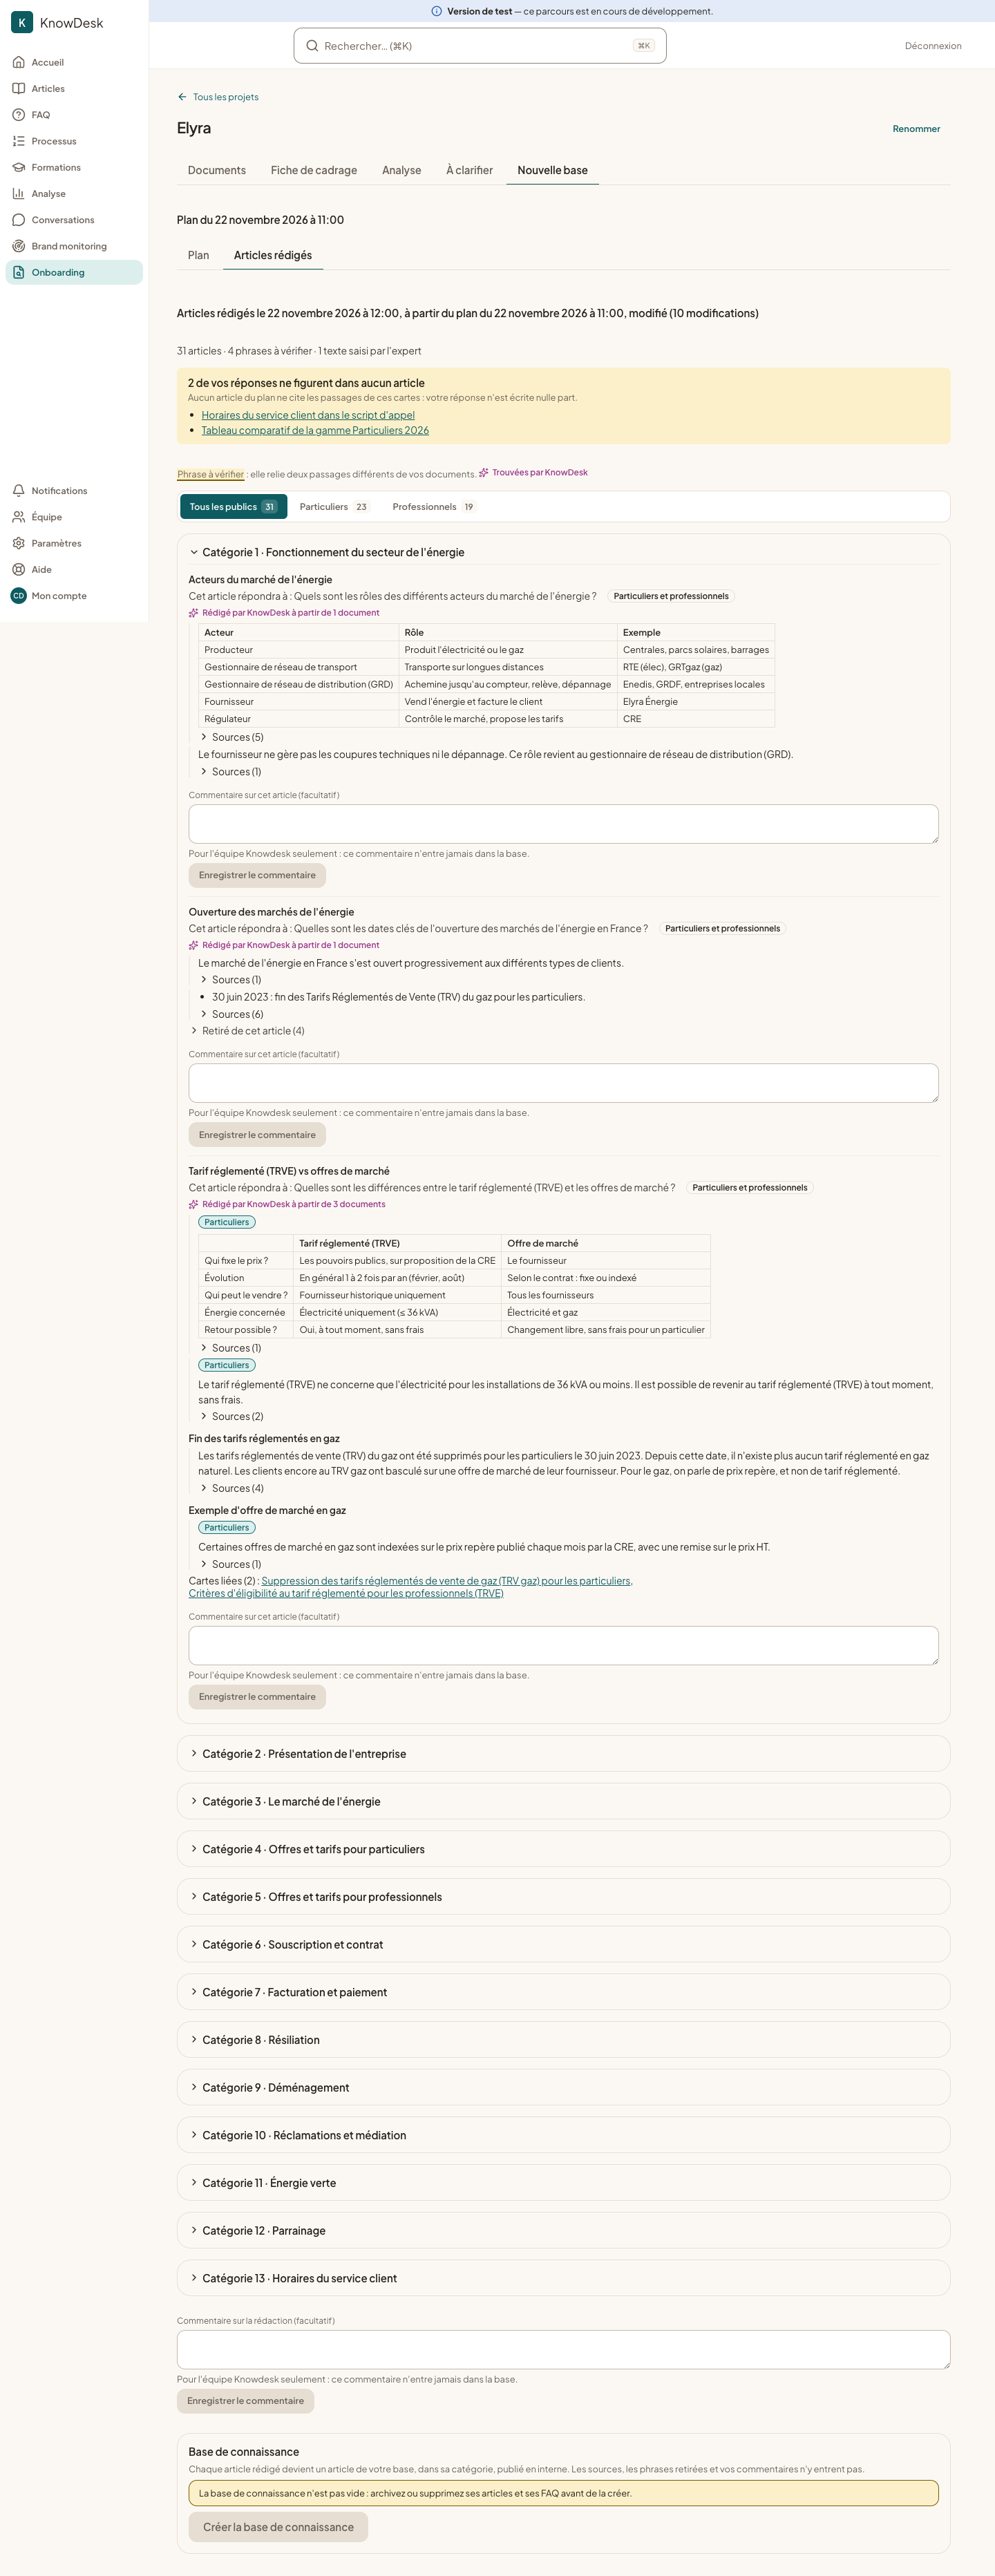 K KnowDesk
Accueil
Articles
FAQ
Processus
Formations
Analyse
Conversations
Brand monitoring
Onboarding
Notifications
Équipe
Paramètres
Aide
CD Mon compte
Version de test — ce parcours est en cours de développement.
Rechercher... (⌘K) ⌘K
Déconnexion
Tous les projets
Elyra
Renommer
Documents Fiche de cadrage Analyse À clarifier Nouvelle base
Plan du 22 novembre 2026 à 11:00
Plan Articles rédigés
Articles rédigés le 22 novembre 2026 à 12:00, à partir du plan du 22 novembre 2026 à 11:00, modifié (10 modifications)
31 articles · 4 phrases à vérifier · 1 texte saisi par l'expert
2 de vos réponses ne figurent dans aucun article
Aucun article du plan ne cite les passages de ces cartes : votre réponse n'est écrite nulle part.
Horaires du service client dans le script d'appel
Tableau comparatif de la gamme Particuliers 2026
Phrase à vérifier : elle relie deux passages différents de vos documents. Trouvées par KnowDesk
Tous les publics 31 Particuliers 23 Professionnels 19
Catégorie 1 · Fonctionnement du secteur de l'énergie
Acteurs du marché de l'énergie
Cet article répondra à : Quels sont les rôles des différents acteurs du marché de l'énergie ? Particuliers et professionnels
Rédigé par KnowDesk à partir de 1 document
Acteur Rôle Exemple
Producteur Produit l'électricité ou le gaz Centrales, parcs solaires, barrages
Gestionnaire de réseau de transport Transporte sur longues distances RTE (élec), GRTgaz (gaz)
Gestionnaire de réseau de distribution (GRD) Achemine jusqu'au compteur, relève, dépannage Enedis, GRDF, entreprises locales
Fournisseur Vend l'énergie et facture le client Elyra Énergie
Régulateur Contrôle le marché, propose les tarifs CRE
Sources (5)
Le fournisseur ne gère pas les coupures techniques ni le dépannage. Ce rôle revient au gestionnaire de réseau de distribution (GRD).
Sources (1)
Commentaire sur cet article (facultatif)
Pour l'équipe Knowdesk seulement : ce commentaire n'entre jamais dans la base.
Enregistrer le commentaire
Ouverture des marchés de l'énergie
Cet article répondra à : Quelles sont les dates clés de l'ouverture des marchés de l'énergie en France ? Particuliers et professionnels
Rédigé par KnowDesk à partir de 1 document
Le marché de l'énergie en France s'est ouvert progressivement aux différents types de clients.
Sources (1)
30 juin 2023 : fin des Tarifs Réglementés de Vente (TRV) du gaz pour les particuliers.
Sources (6)
Retiré de cet article (4)
Commentaire sur cet article (facultatif)
Pour l'équipe Knowdesk seulement : ce commentaire n'entre jamais dans la base.
Enregistrer le commentaire
Tarif réglementé (TRVE) vs offres de marché
Cet article répondra à : Quelles sont les différences entre le tarif réglementé (TRVE) et les offres de marché ? Particuliers et professionnels
Rédigé par KnowDesk à partir de 3 documents
Particuliers
Tarif réglementé (TRVE) Offre de marché
Qui fixe le prix ? Les pouvoirs publics, sur proposition de la CRE Le fournisseur
Évolution En général 1 à 2 fois par an (février, août) Selon le contrat : fixe ou indexé
Qui peut le vendre ? Fournisseur historique uniquement Tous les fournisseurs
Énergie concernée Électricité uniquement (≤ 36 kVA) Électricité et gaz
Retour possible ? Oui, à tout moment, sans frais Changement libre, sans frais pour un particulier
Sources (1)
Particuliers
Le tarif réglementé (TRVE) ne concerne que l'électricité pour les installations de 36 kVA ou moins. Il est possible de revenir au tarif réglementé (TRVE) à tout moment,
sans frais.
Sources (2)
Fin des tarifs réglementés en gaz
Les tarifs réglementés de vente (TRV) du gaz ont été supprimés pour les particuliers le 30 juin 2023. Depuis cette date, il n'existe plus aucun tarif réglementé en gaz
naturel. Les clients encore au TRV gaz ont basculé sur une offre de marché de leur fournisseur. Pour le gaz, on parle de prix repère, et non de tarif réglementé.
Sources (4)
Exemple d'offre de marché en gaz
Particuliers
Certaines offres de marché en gaz sont indexées sur le prix repère publié chaque mois par la CRE, avec une remise sur le prix HT.
Sources (1)
Cartes liées (2) : Suppression des tarifs réglementés de vente de gaz (TRV gaz) pour les particuliers,
Critères d'éligibilité au tarif réglementé pour les professionnels (TRVE)
Commentaire sur cet article (facultatif)
Pour l'équipe Knowdesk seulement : ce commentaire n'entre jamais dans la base.
Enregistrer le commentaire
Catégorie 2 · Présentation de l'entreprise
Catégorie 3 · Le marché de l'énergie
Catégorie 4 · Offres et tarifs pour particuliers
Catégorie 5 · Offres et tarifs pour professionnels
Catégorie 6 · Souscription et contrat
Catégorie 7 · Facturation et paiement
Catégorie 8 · Résiliation
Catégorie 9 · Déménagement
Catégorie 10 · Réclamations et médiation
Catégorie 11 · Énergie verte
Catégorie 12 · Parrainage
Catégorie 13 · Horaires du service client
Commentaire sur la rédaction (facultatif)
Pour l'équipe Knowdesk seulement : ce commentaire n'entre jamais dans la base.
Enregistrer le commentaire
Base de connaissance
Chaque article rédigé devient un article de votre base, dans sa catégorie, publié en interne. Les sources, les phrases retirées et vos commentaires n'y entrent pas.
La base de connaissance n'est pas vide : archivez ou supprimez ses articles et ses FAQ avant de la créer.
Créer la base de connaissance